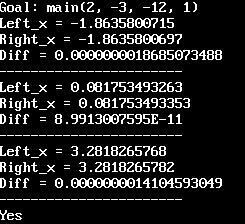 Goal: main(2, -3, -12, 1)
Left_x = -1.8635800715
Right_x = -1.8635800697
Diff = 0.0000000018685073488
----------------------
Left_x = 0.081753493263
Right_x = 0.081753493353
Diff = 8.9913007595E-11
----------------------
Left_x = 3.2818265768
Right_x = 3.2818265782
Diff = 0.0000000014104593049
----------------------
Yes